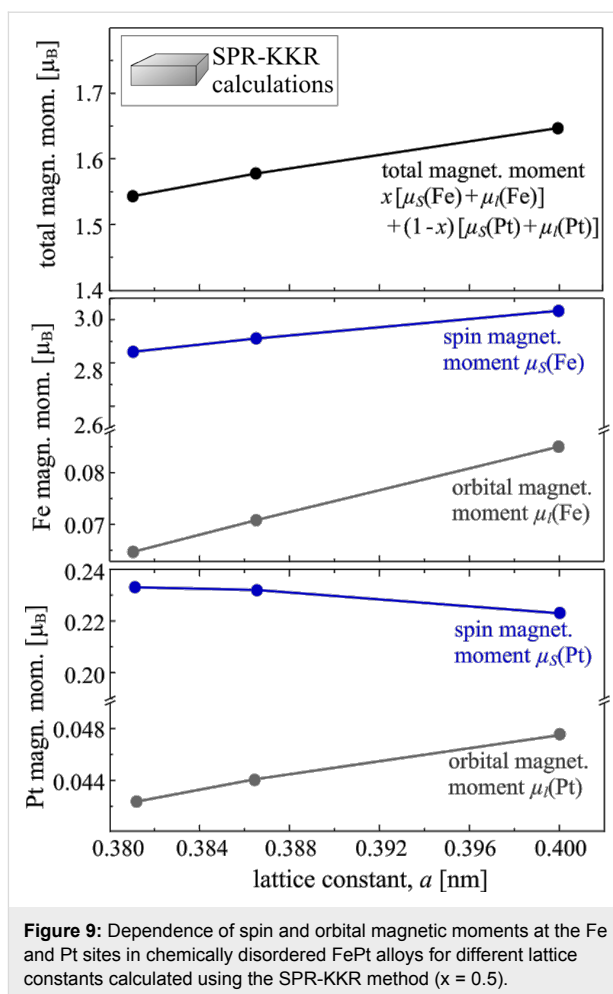 SPR-KKR
calculations
total magn. mom. [μB]
1.7
1.6
1.5
1.4
total magnet. moment
x[μS(Fe)+μl(Fe)]
+(1-x)[μS(Pt)+μl(Pt)]
Fe magn. mom. [μB]
3.0
2.8
2.6
0.08
0.07
spin magnet.
moment μS(Fe)
orbital magnet.
moment μl(Fe)
Pt magn. mom. [μB]
0.24
0.20
0.048
0.044
spin magnet.
moment μS(Pt)
orbital magnet.
moment μl(Pt)
0.380 0.384 0.388 0.392 0.396 0.400
lattice constant, a [nm]
Figure 9: Dependence of spin and orbital magnetic moments at the Fe
and Pt sites in chemically disordered FePt alloys for different lattice
constants calculated using the SPR-KKR method (x = 0.5).